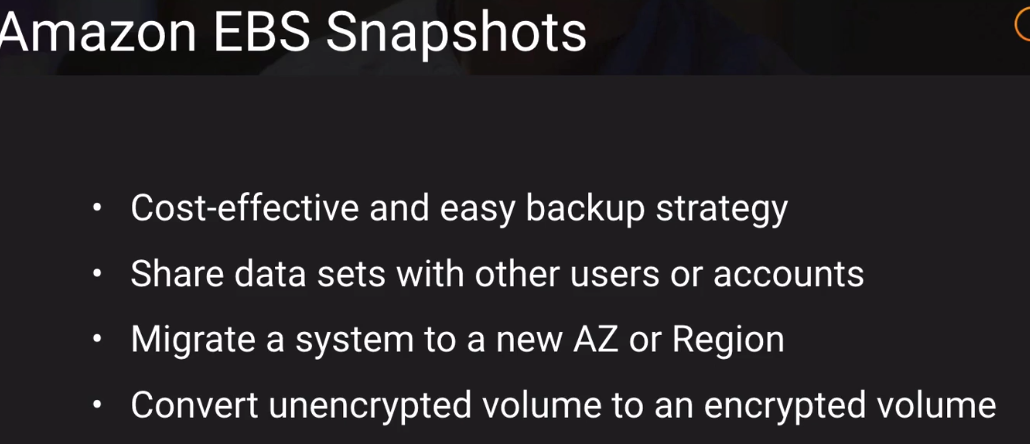 Amazon EBS Snapshots
• Cost-effective and easy backup strategy
• Share data sets with other users or accounts
• Migrate a system to a new AZ or Region
• Convert unencrypted volume to an encrypted volume